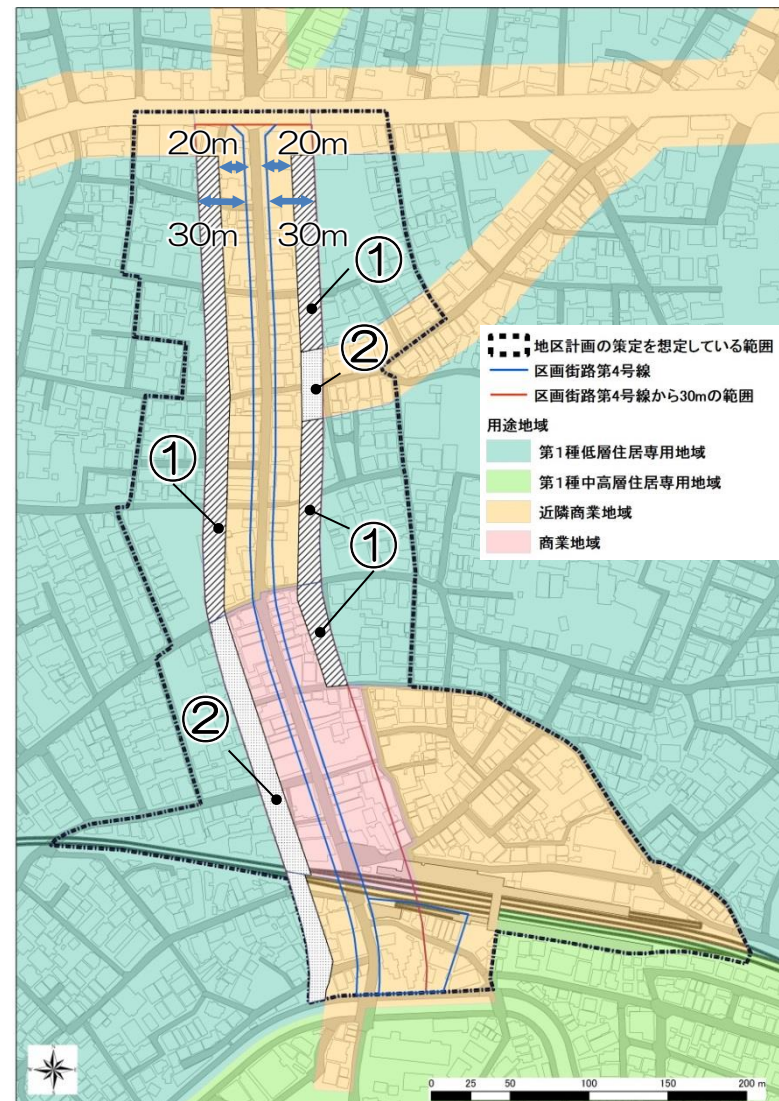 20m 20m
30m 30m
①
②
①
①
②
地区計画の策定を想定している範囲
区画街路第4号線
区画街路第4号線から30mの範囲
用途地域
第1種低層住居専用地域
第1種中高層住居専用地域
近隣商業地域
商業地域
0 25 50 100 150 200 m